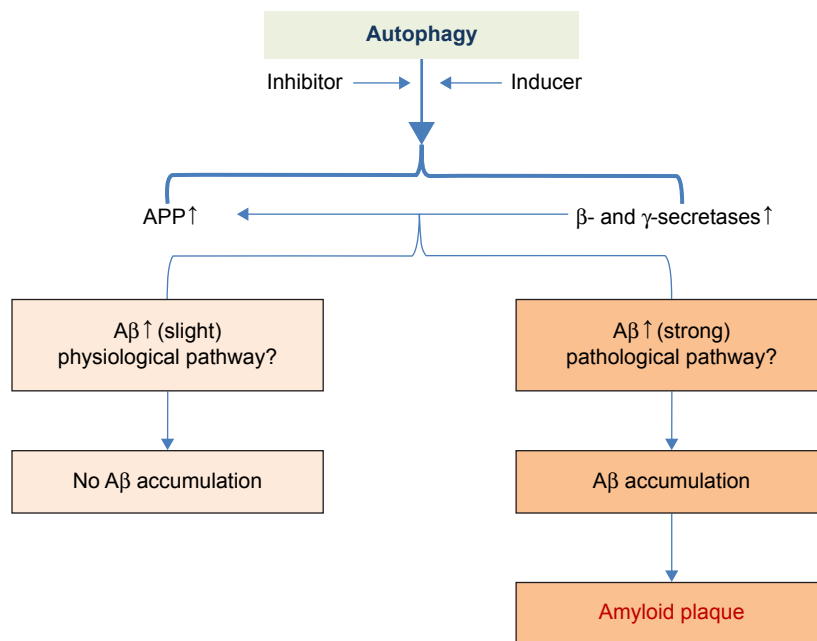 Autophagy
Inhibitor
Inducer
APP↑
β- and γ-secretases↑
Aβ↑(slight)
physiological pathway?
Aβ↑(strong)
pathological pathway?
No Aβ accumulation
Aβ accumulation
Amyloid plaque